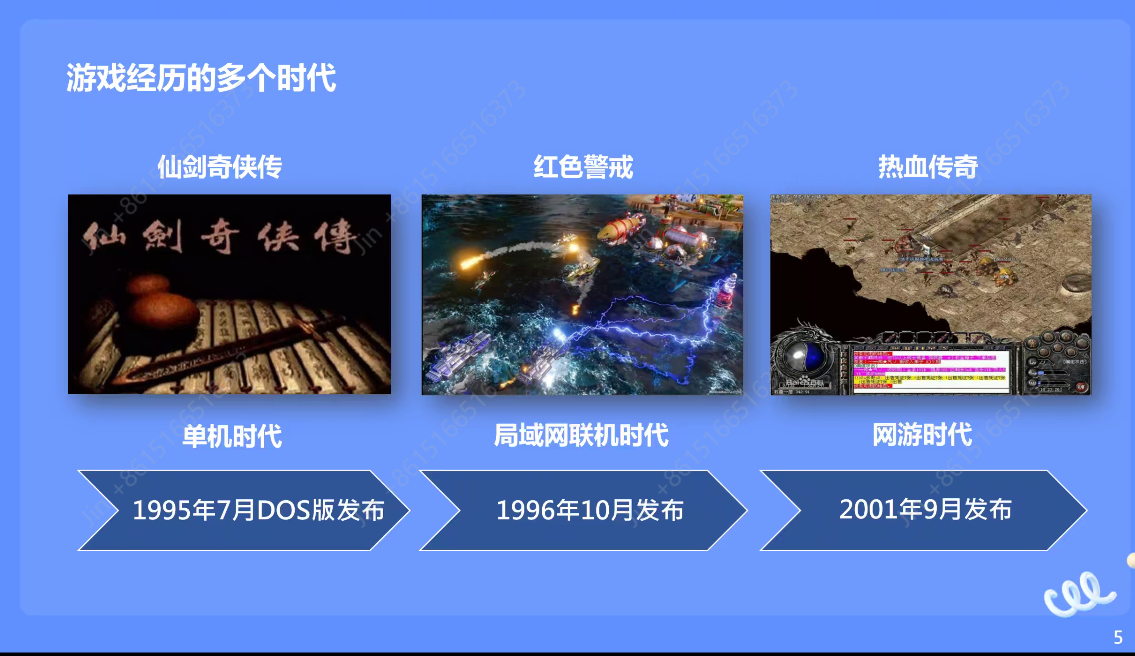 游戏经历的多个时代
仙剑奇侠传
红色警戒
热血传奇
仙劍奇侠傳
单机时代
局域网联机时代
网游时代
1995年7月DOS版发布
1996年10月发布
2001年9月发布
5